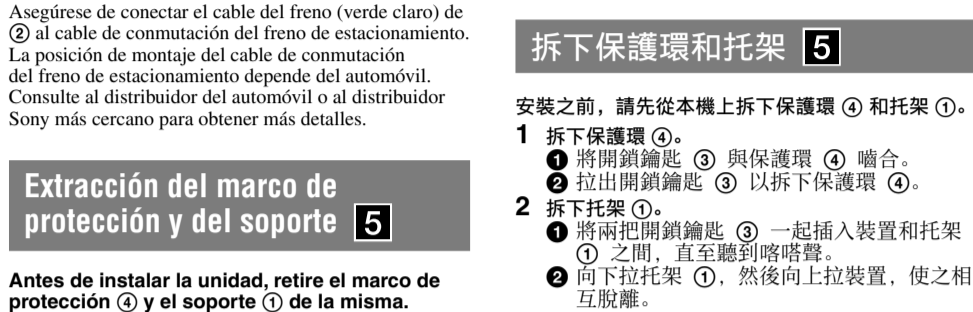 Asegúrese de conectar el cable del freno (verde claro) de
② al cable de conmutación del freno de estacionamiento.
La posición de montaje del cable de conmutación
del freno de estacionamiento depende del automóvil.
Consulte al distribuidor del automóvil o al distribuidor
Sony más cercano para obtener más detalles.
Extracción del marco de
protección y del soporte 5
Antes de instalar la unidad, retire el marco de
protección ④ y el soporte ① de la misma.
拆下保護環和托架 5
安裝之前，請先從本機上拆下保護環 ④ 和托架 ①。
1 拆下保護環 ④。
❶ 將開鎖鑰匙 ③ 與保護環 ④ 嚙合。
❷ 拉出開鎖鑰匙 ③ 以拆下保護環 ④。
2 拆下托架 ①。
❶ 將兩把開鎖鑰匙 ③ 一起插入裝置和托架
① 之間，直至聽到喀嗒聲。
❷ 向下拉托架 ①，然後向上拉裝置，使之相
互脫離。